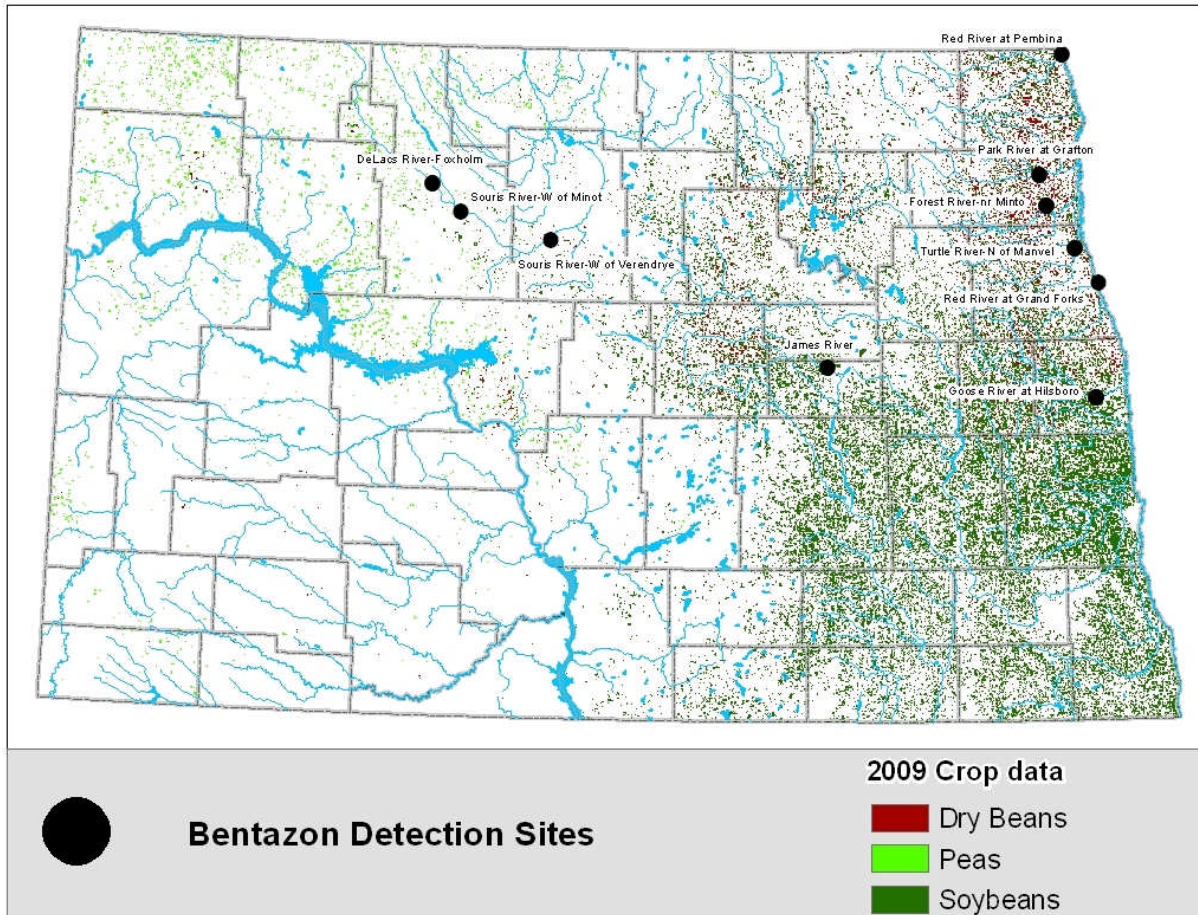 Red River at Pembina
Park River at Grafton
DeLacs River-Foxholm
Souris River-W of Minot
Forest River-nr Minto
Turtle River-N of Manvel
Souris River-W of Verendrye
Red River at Grand Forks
James River
Goose River at Hilsboro
2009 Crop data
Bentazon Detection Sites
Dry Beans
Peas
Soybeans